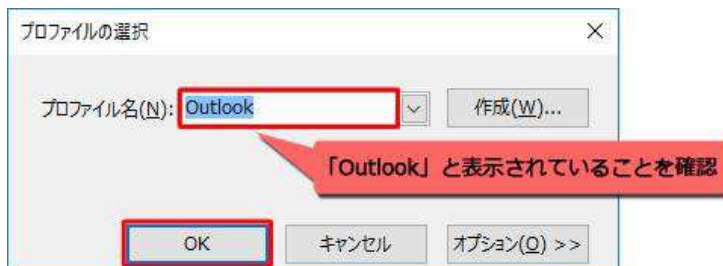 プロファイルの選択
プロファイル名(N): Outlook 作成(W)...
「Outlook」と表示されていることを確認
OK キャンセル オプション(O) >>